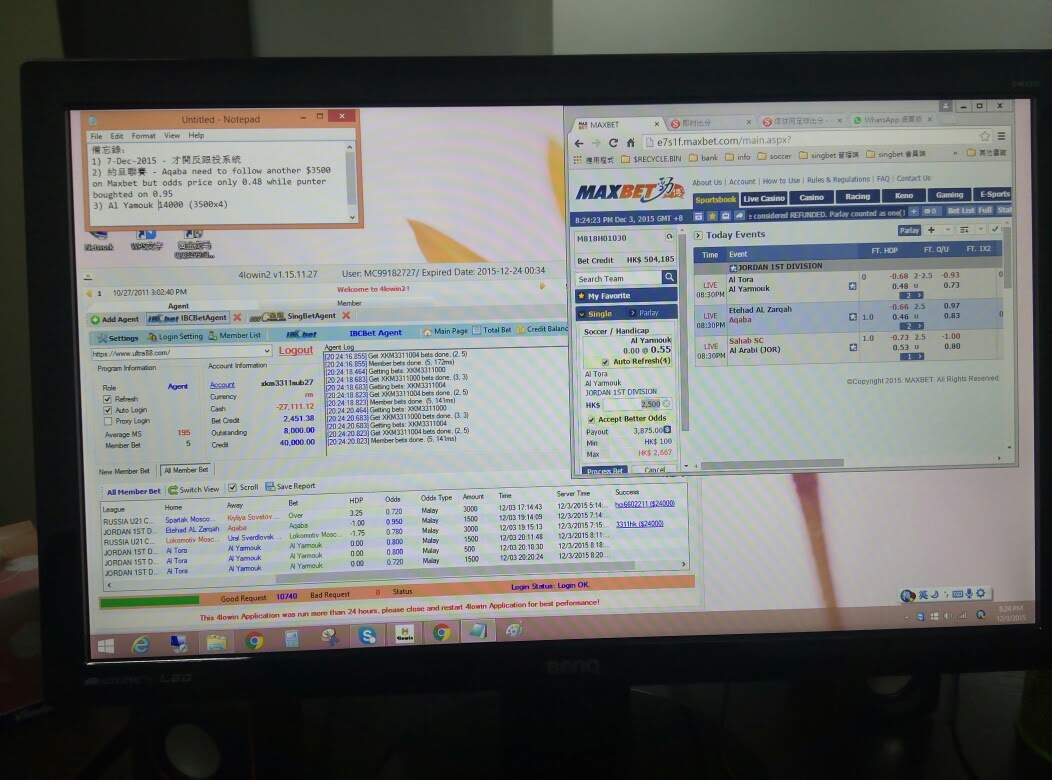 Untitled - Notepad
File Edit Format View Help
備忘錄:
1) 7-Dec-2015 - 才開反跟投系統
2) 約旦聯賽 - Aqaba need to follow another $3500
on Maxbet but odds price only 0.48 while punter
boughted on 0.95
3) Al Yamouk 14000 (3500x4)
Network
4lowin2 v1.15.11.27 User: MC99182727/ Expired Date: 2015-12-24 00:34
1 10/27/2011 3:02:40 PM Welcome to 4lowin2!
Agent Member
Add Agent IBCBetAgent SingBetAgent
Settings Login Setting Member List IBCBet Agent Main Page Total Bet Credit Balanc
https://www.ultra88.com/ Logout
Program Information
Role Agent
Refresh
Auto Login
Proxy Login
Average MS 195
Member Bet 5
Account Information
Account xkm3311sub27
Currency rm
Cash -27,111.12
Bet Credit 2,451.38
Outstanding 8,000.00
Credit 40,000.00
Agent Log
[20:24:16.855] Get XKM3311000 bets done. (2, 5)
[20:24:16.855] Member bets done. (5, 172ms)
[20:24:18.464] Getting bets: XKM3311000
[20:24:18.683] Get XKM3311000 bets done. (3, 3)
[20:24:18.683] Getting bets: XKM3311004
[20:24:18.823] Get XKM3311004 bets done. (2, 5)
[20:24:18.823] Member bets done. (5, 141ms)
[20:24:20.464] Getting bets: XKM3311000
[20:24:20.683] Get XKM3311000 bets done. (3, 3)
[20:24:20.683] Getting bets: XKM3311004
[20:24:20.823] Get XKM3311004 bets done. (2, 5)
[20:24:20.823] Member bets done. (5, 141ms)
New Member Bet All Member Bet
All Member Bet Switch View Scroll Save Report
League Home Away Bet HDP Odds Odds Type Amount Time Server Time Success
RUSSIA U21 C... Spartak Mosco... Krylya Sovetov ... Over 3.25 0.720 Malay 3000 12/03 17:14:43 12/3/2015 5:14:... hqi6602211 ($24000)
JORDAN 1ST D... Etehad AL Zarqah Aqaba Aqaba -1.00 0.950 Malay 1500 12/03 19:14:09 12/3/2015 7:14:...
RUSSIA U21 C... Lokomotiv Mosc... Ural Sverdlovsk ... Lokomotiv Mosc... -1.75 0.780 Malay 3000 12/03 19:15:13 12/3/2015 7:15:... 3311hk ($24000)
JORDAN 1ST D... Al Tora Al Yarmouk Al Yarmouk 0.00 0.800 Malay 1500 12/03 20:11:48 12/3/2015 8:11:...
JORDAN 1ST D... Al Tora Al Yarmouk Al Yarmouk 0.00 0.800 Malay 500 12/03 20:18:30 12/3/2015 8:18:...
JORDAN 1ST D... Al Tora Al Yarmouk Al Yarmouk 0.00 0.720 Malay 1500 12/03 20:20:24 12/3/2015 8:20:...
Good Request 10740 Bad Request 0 Status Login Status: Login OK.
This 4lowin Application was run more than 24 hours, please close and restart 4lowin Application for best performance!
MAXBET 即時比分 WhatsApp
e7s1f.maxbet.com/main.aspx?
應用程式 $RECYCLE.BIN bank info soccer singbet 管理端 singbet 會員端 其他書籤
MAXBET
About Us | Account | How to Use | Rules & Regulations | FAQ | Contact Us
Sportsbook Live Casino Casino Racing Keno Gaming E-Sports
8:24:23 PM Dec 3, 2015 GMT +8
t considered REFUNDED. Parlay counted as one(1 Bet List Full Stat
M818H01030
Bet Credit HK$ 504,185
Search Team
My Favorite
Single Parlay
Soccer / Handicap
Al Yarmouk
0.00 @ 0.55
Auto Refresh(4)
Al Tora
Al Yarmouk
JORDAN 1ST DIVISION
HK$ 2,500
Accept Better Odds
Payout 3,875.00
Min HK$ 100
Max HK$ 2,667
Process Bet Cancel
Today Events Parlay
Time Event FT. HDP FT. O/U FT. 1X2
JORDAN 1ST DIVISION
LIVE 08:30PM Al Tora 0 -0.68 2-2.5 -0.93
Al Yarmouk 0.48 u 0.73
2
LIVE 08:30PM Etehad AL Zarqah -0.66 2.5 0.97
Aqaba 1.0 0.46 u 0.83
2
LIVE 08:30PM Sahab SC 1.0 -0.73 2.5 -1.00
Al Arabi (JOR) 0.53 u 0.80
1
©Copyright 2015. MAXBET. All Rights Reserved.
英
8:24 PM
12/3/2015
BenQ
LED